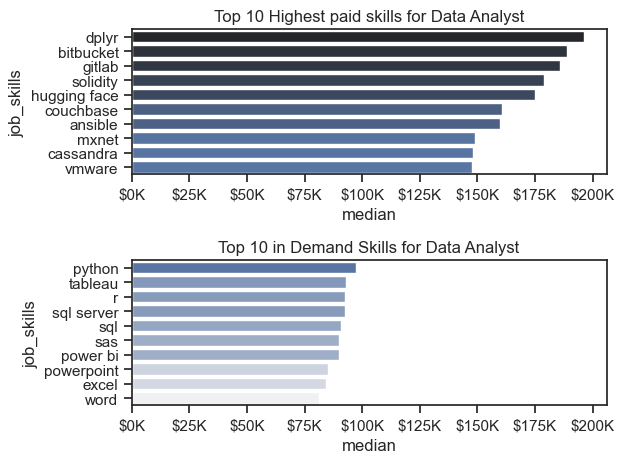 Top 10 Highest paid skills for Data Analyst
job_skills
dplyr
bitbucket
gitlab
solidity
hugging face
couchbase
ansible
mxnet
cassandra
vmware
$0K $25K $50K $75K $100K $125K $150K $175K $200K
median
Top 10 in Demand Skills for Data Analyst
job_skills
python
tableau
r
sql server
sql
sas
power bi
powerpoint
excel
word
$0K $25K $50K $75K $100K $125K $150K $175K $200K
median